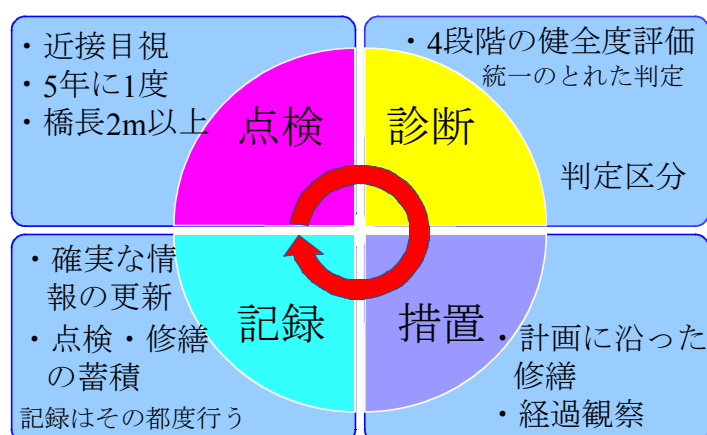 ・近接目視
・5年に1度
・橋長2m以上
点検
・4段階の健全度評価
統一のとれた判定
診断
判定区分
・確実な情
報の更新
・点検・修繕
の蓄積
記録はその都度行う
記録
措置
・計画に沿った
修繕
・経過観察